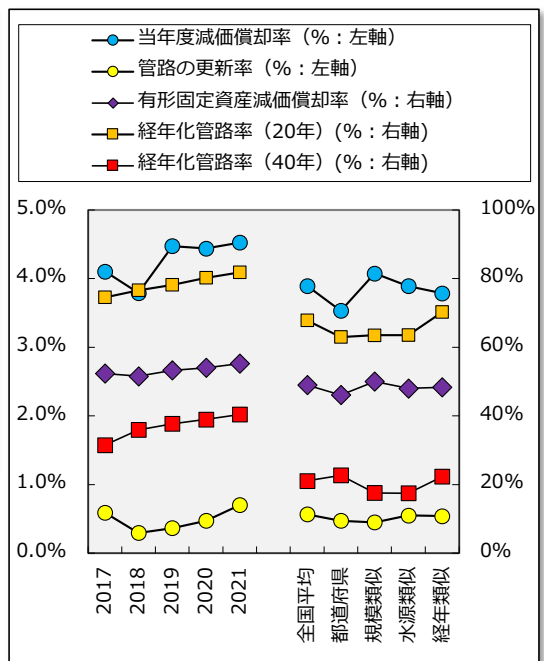 当年度減価償却率（%：左軸）
管路の更新率（%：左軸）
有形固定資産減価償却率（%：右軸）
経年化管路率（20年）(%：右軸)
経年化管路率（40年）(%：右軸)
5.0% 100%
4.0% 80%
3.0% 60%
2.0% 40%
1.0% 20%
0.0% 0%
2017
2018
2019
2020
2021
全国平均
都道府県
規模類似
水源類似
経年類似